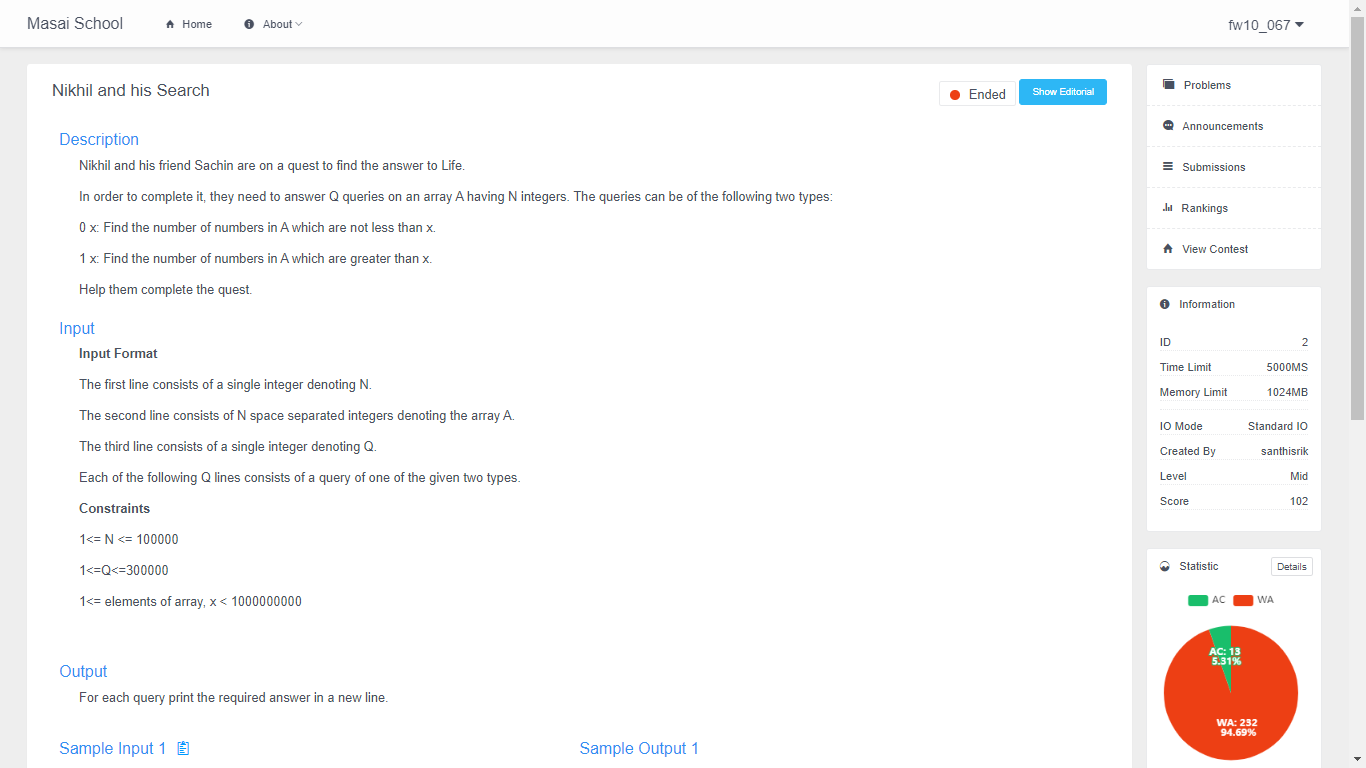 Masai School
Home
About
fw10_067
Nikhil and his Search
Ended
Show Editorial
Description
Nikhil and his friend Sachin are on a quest to find the answer to Life.
In order to complete it, they need to answer Q queries on an array A having N integers. The queries can be of the following two types:
0 x: Find the number of numbers in A which are not less than x.
1 x: Find the number of numbers in A which are greater than x.
Help them complete the quest.
Input
Input Format
The first line consists of a single integer denoting N.
The second line consists of N space separated integers denoting the array A.
The third line consists of a single integer denoting Q.
Each of the following Q lines consists of a query of one of the given two types.
Constraints
1<= N <= 100000
1<=Q<=300000
1<= elements of array, x < 1000000000
Output
For each query print the required answer in a new line.
Sample Input 1
Sample Output 1
Problems
Announcements
Submissions
Rankings
View Contest
Information
ID 2
Time Limit 5000MS
Memory Limit 1024MB
IO Mode Standard IO
Created By santhisrik
Level Mid
Score 102
Statistic
Details
AC WA
AC: 13
5.31%
WA: 232
94.69%